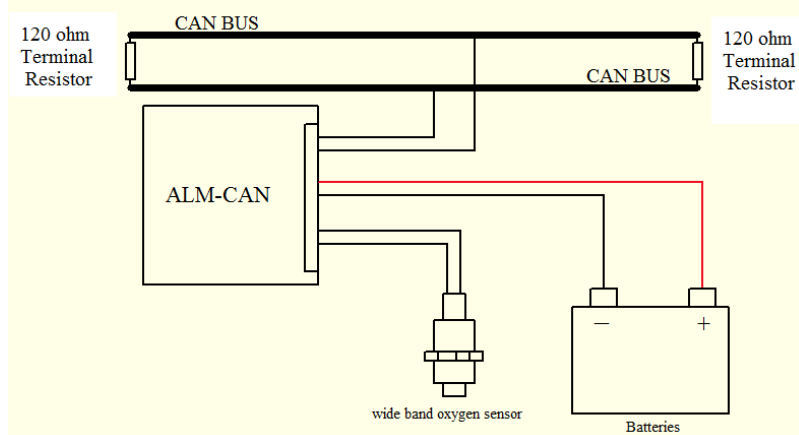 CAN BUS
120 ohm
Terminal
Resistor
120 ohm
Terminal
Resistor
CAN BUS
ALM-CAN
— +
wide band oxygen sensor
Batteries